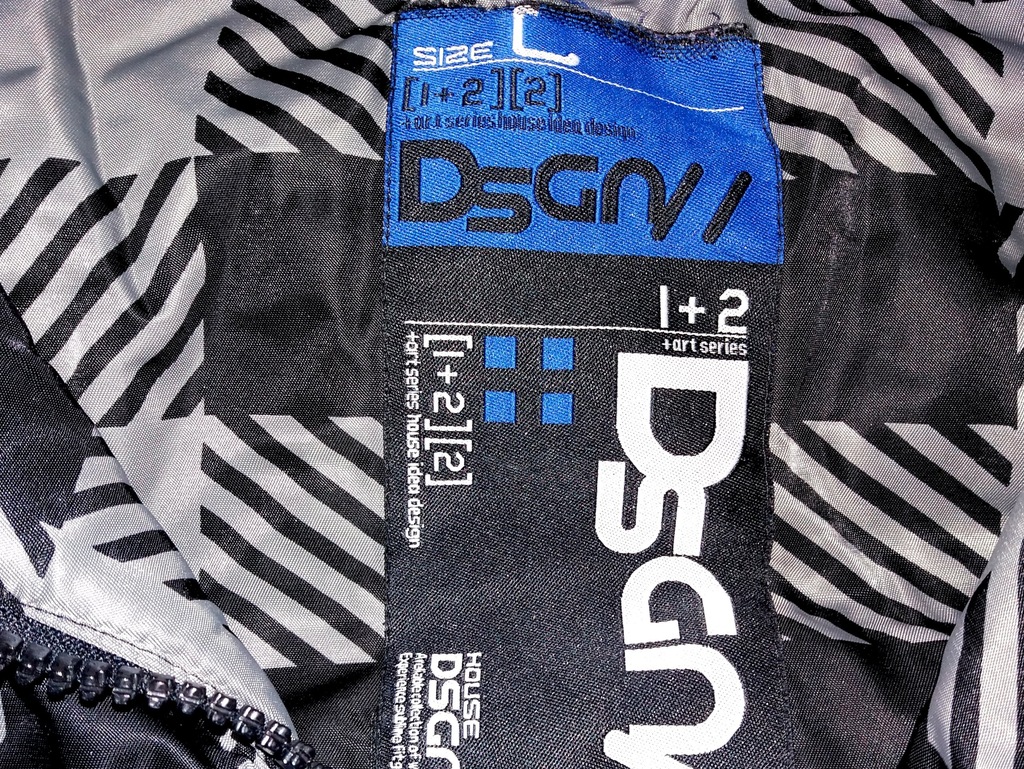 SIZE L
[1+2][2]
+art series house idea design
DSGN//
1+2
+art series
DSGN
[1+2][2]
+art series house idea design
HOUSE
DSGN